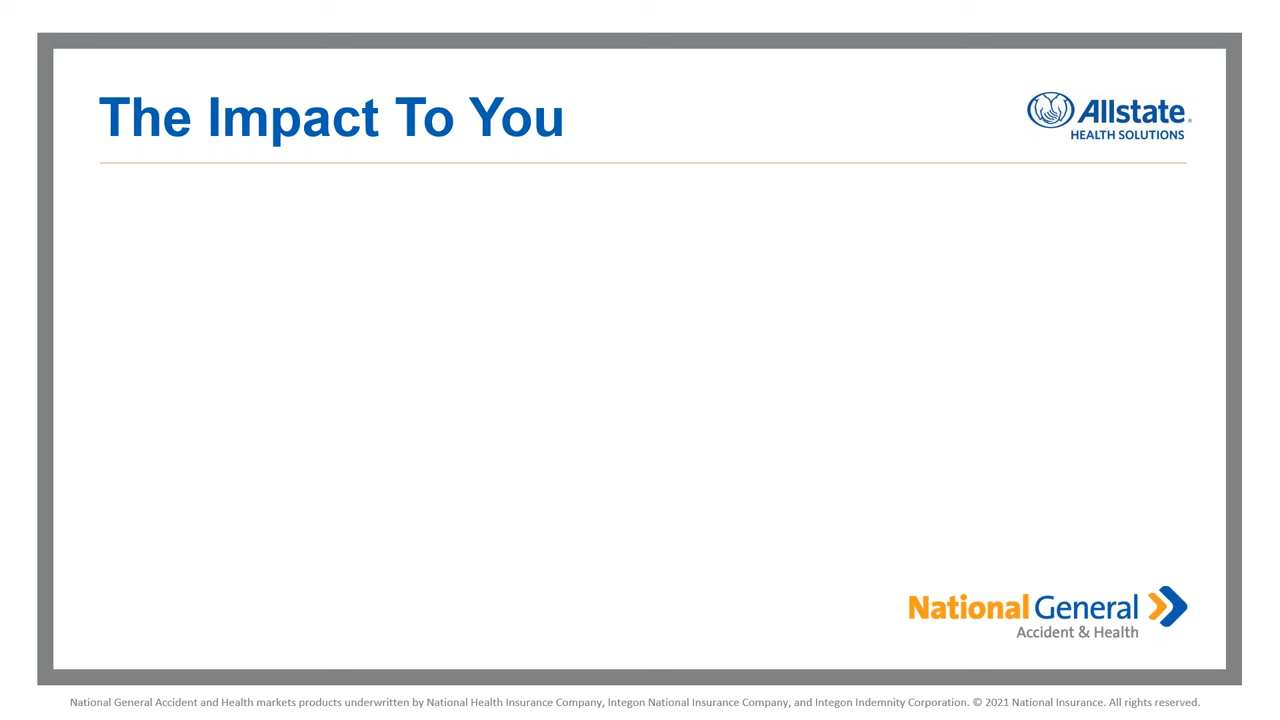 The Impact To You
Allstate®
HEALTH SOLUTIONS
National General
Accident & Health
National General Accident and Health markets products underwritten by National Health Insurance Company, Integon National Insurance Company, and Integon Indemnity Corporation. © 2021 National Insurance. All rights reserved.